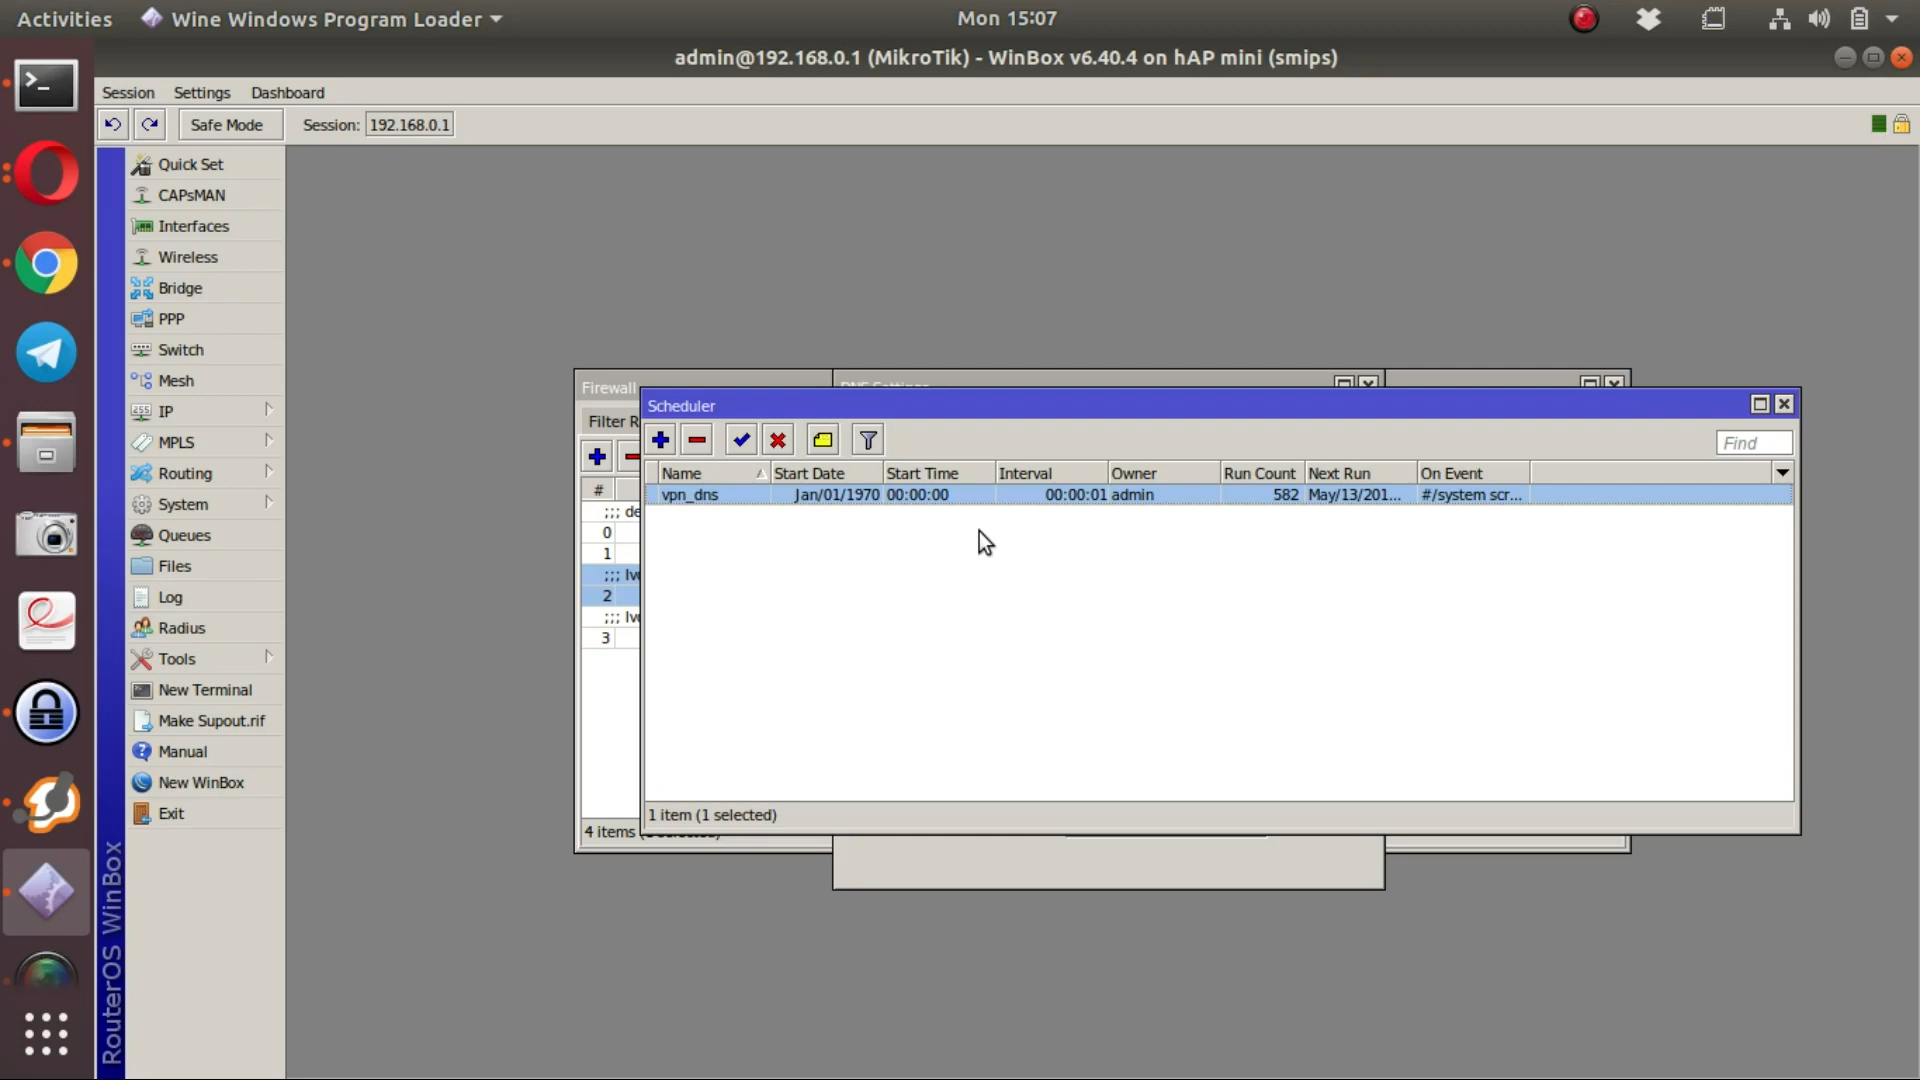 Activities
Wine Windows Program Loader
Mon 15:07
admin@192.168.0.1 (MikroTik) - WinBox v6.40.4 on hAP mini (smips)
Session Settings Dashboard
Safe Mode
Session: 192.168.0.1
Quick Set
CAPsMAN
Interfaces
Wireless
Bridge
PPP
Switch
Mesh
IP
MPLS
Routing
System
Queues
Files
Log
Radius
Tools
New Terminal
Make Supout.rif
Manual
New WinBox
Exit
RouterOS WinBox
Firewall
DNS Settings
Filter R
#
;;; de
0
1
;;; lv
2
;;; lv
3
4 items
Scheduler
Find
Name Start Date Start Time Interval Owner Run Count Next Run On Event
vpn_dns Jan/01/1970 00:00:00 00:00:01 admin 582 May/13/201... #/system scr...
1 item (1 selected)